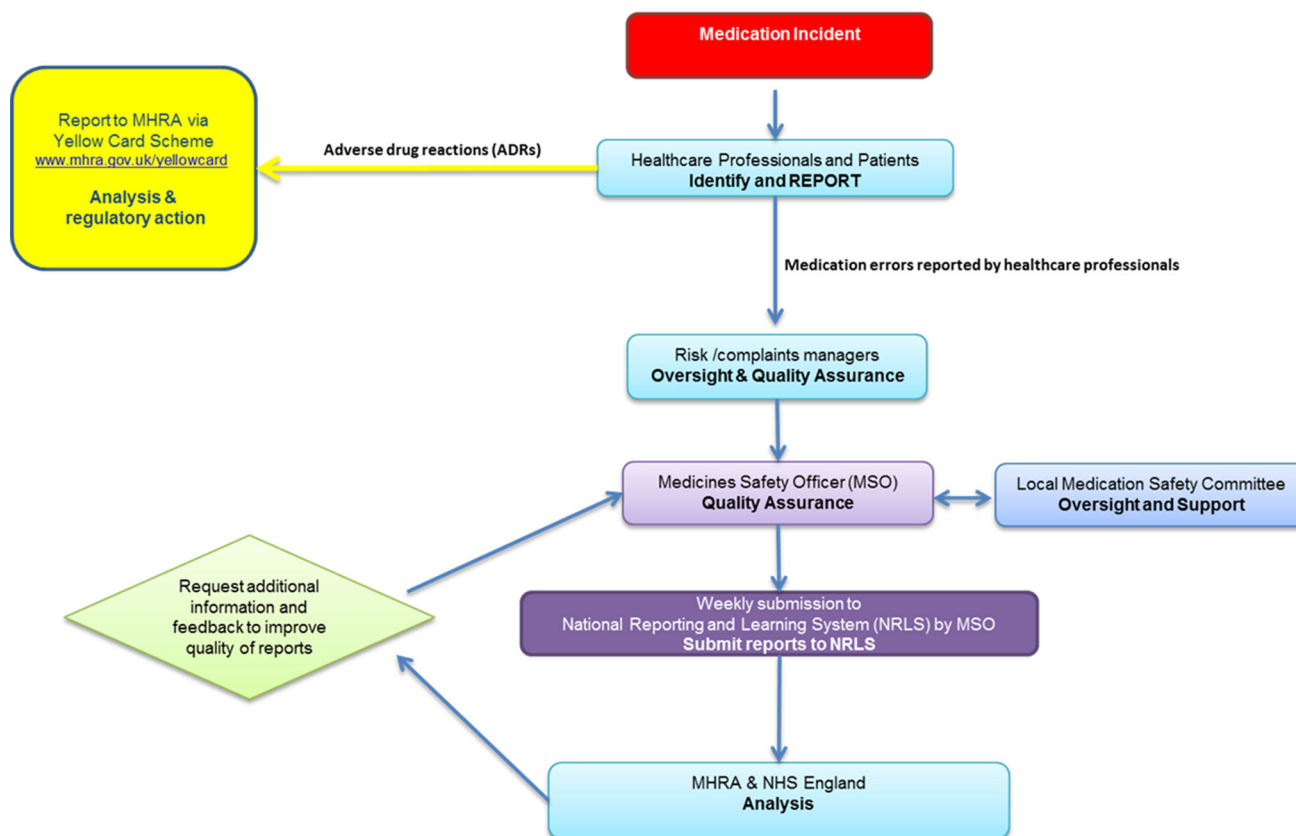 Medication Incident
Report to MHRA via
Yellow Card Scheme
www.mhra.gov.uk/yellowcard
Analysis &
regulatory action
Adverse drug reactions (ADRs)
Healthcare Professionals and Patients
Identify and REPORT
Medication errors reported by healthcare professionals
Risk /complaints managers
Oversight & Quality Assurance
Medicines Safety Officer (MSO)
Quality Assurance
Local Medication Safety Committee
Oversight and Support
Request additional
information and
feedback to improve
quality of reports
Weekly submission to
National Reporting and Learning System (NRLS) by MSO
Submit reports to NRLS
MHRA & NHS England
Analysis